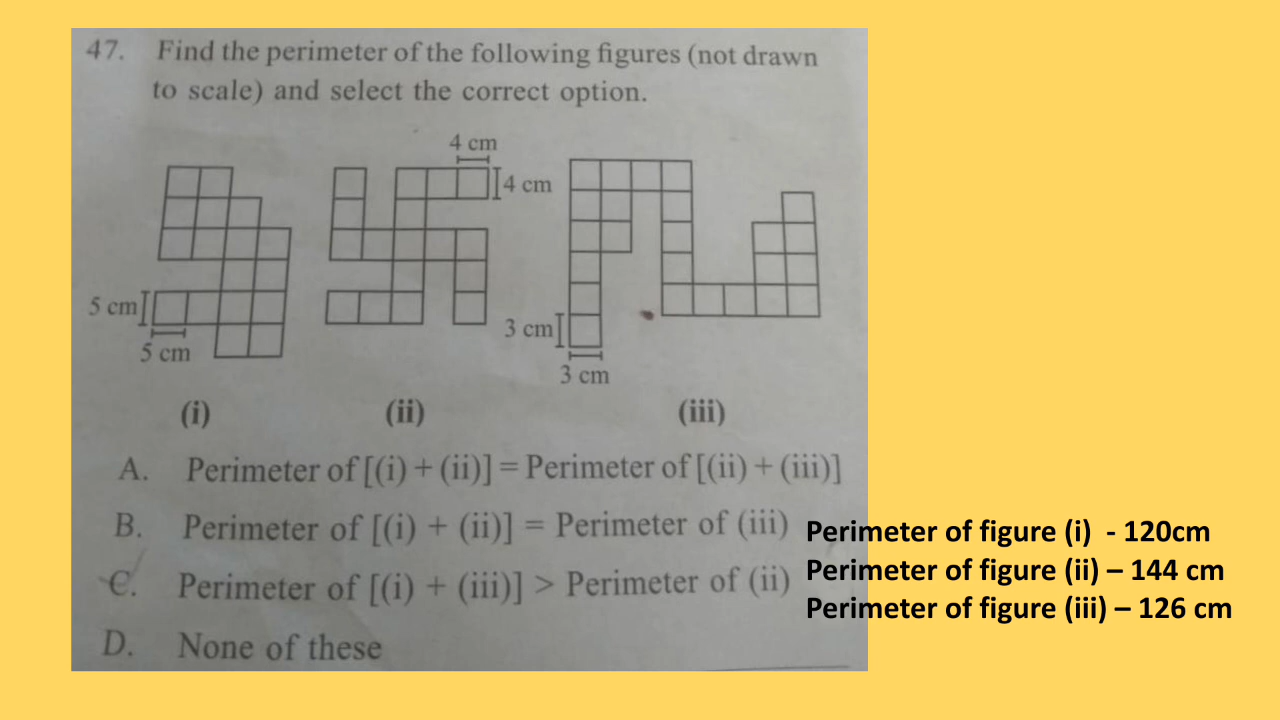 47. Find the perimeter of the following figures (not drawn
to scale) and select the correct option.
4 cm
4 cm
5 cm
5 cm
3 cm
3 cm
(i) (ii) (iii)
A. Perimeter of [(i) + (ii)] = Perimeter of [(ii) + (iii)]
B. Perimeter of [(i) + (ii)] = Perimeter of (iii)
C. Perimeter of [(i) + (iii)] > Perimeter of (ii)
D. None of these
Perimeter of figure (i) - 120cm
Perimeter of figure (ii) – 144 cm
Perimeter of figure (iii) – 126 cm